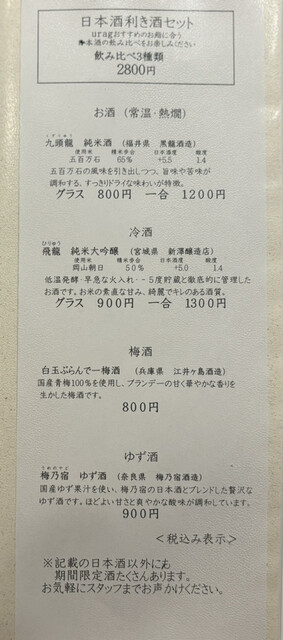 日本酒利き酒セット
uragおすすめのお鮨に合う
日本酒の飲み比べをお楽しみください
飲み比べ3種類
2800円
お酒（常温・熱燗）
くずりゅう
九頭龍 純米酒（福井県 黒龍酒造）
使用米 精米歩合 日本酒度 酸度
五百万石 65% +5.5 1.4
五百万石の風味を引き出しつつ、旨味や苦味が
調和する、すっきりドライな味わいが特徴。
グラス 800円 一合 1200円
冷酒
ひりゅう
飛龍 純米大吟醸（宮城県 新澤醸造店）
使用米 精米歩合 日本酒度 酸度
岡山朝日 50% ±5.0 1.4
低温発酵・早急な火入れ・－5度貯蔵と徹底的に管理した
お酒です。お米の素直な甘み、綺麗でキレのある酒質。
グラス 900円 一合 1300円
梅酒
白玉ぶらんでー梅酒（兵庫県 江井ヶ島酒造）
国産青梅100％を使用し、ブランデーの甘く華やかな香りを
生かした梅酒です。
800円
ゆず酒
うめのやど
梅乃宿 ゆず酒（奈良県 梅乃宿酒造）
国産ゆず果汁を使い、梅乃宿の日本酒とブレンドした贅沢な
ゆず酒です。ほどよい甘さと爽やかな酸味が調和しています。
900円
＜税込み表示＞
※記載の日本酒以外にも
期間限定酒たくさんあります。
お気軽にスタッフまでお声かけください。